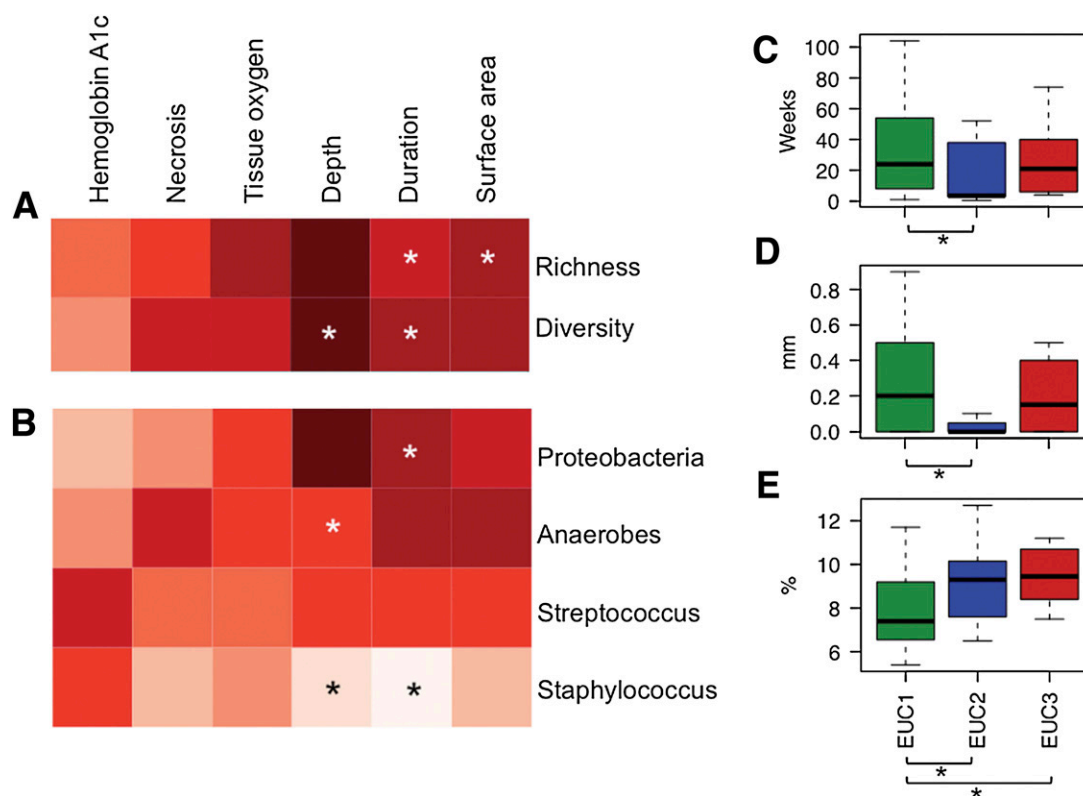 Hemoglobin A1c
Necrosis
Tissue oxygen
Depth
Duration
Surface area
A
* * Richness
* * Diversity
B
* Proteobacteria
* Anaerobes
Streptococcus
* * Staphylococcus
C
Weeks
100
80
60
40
20
0
*
D
mm
0.8
0.6
0.4
0.2
0.0
*
E
%
12
10
8
6
EUC1
EUC2
EUC3
*
*